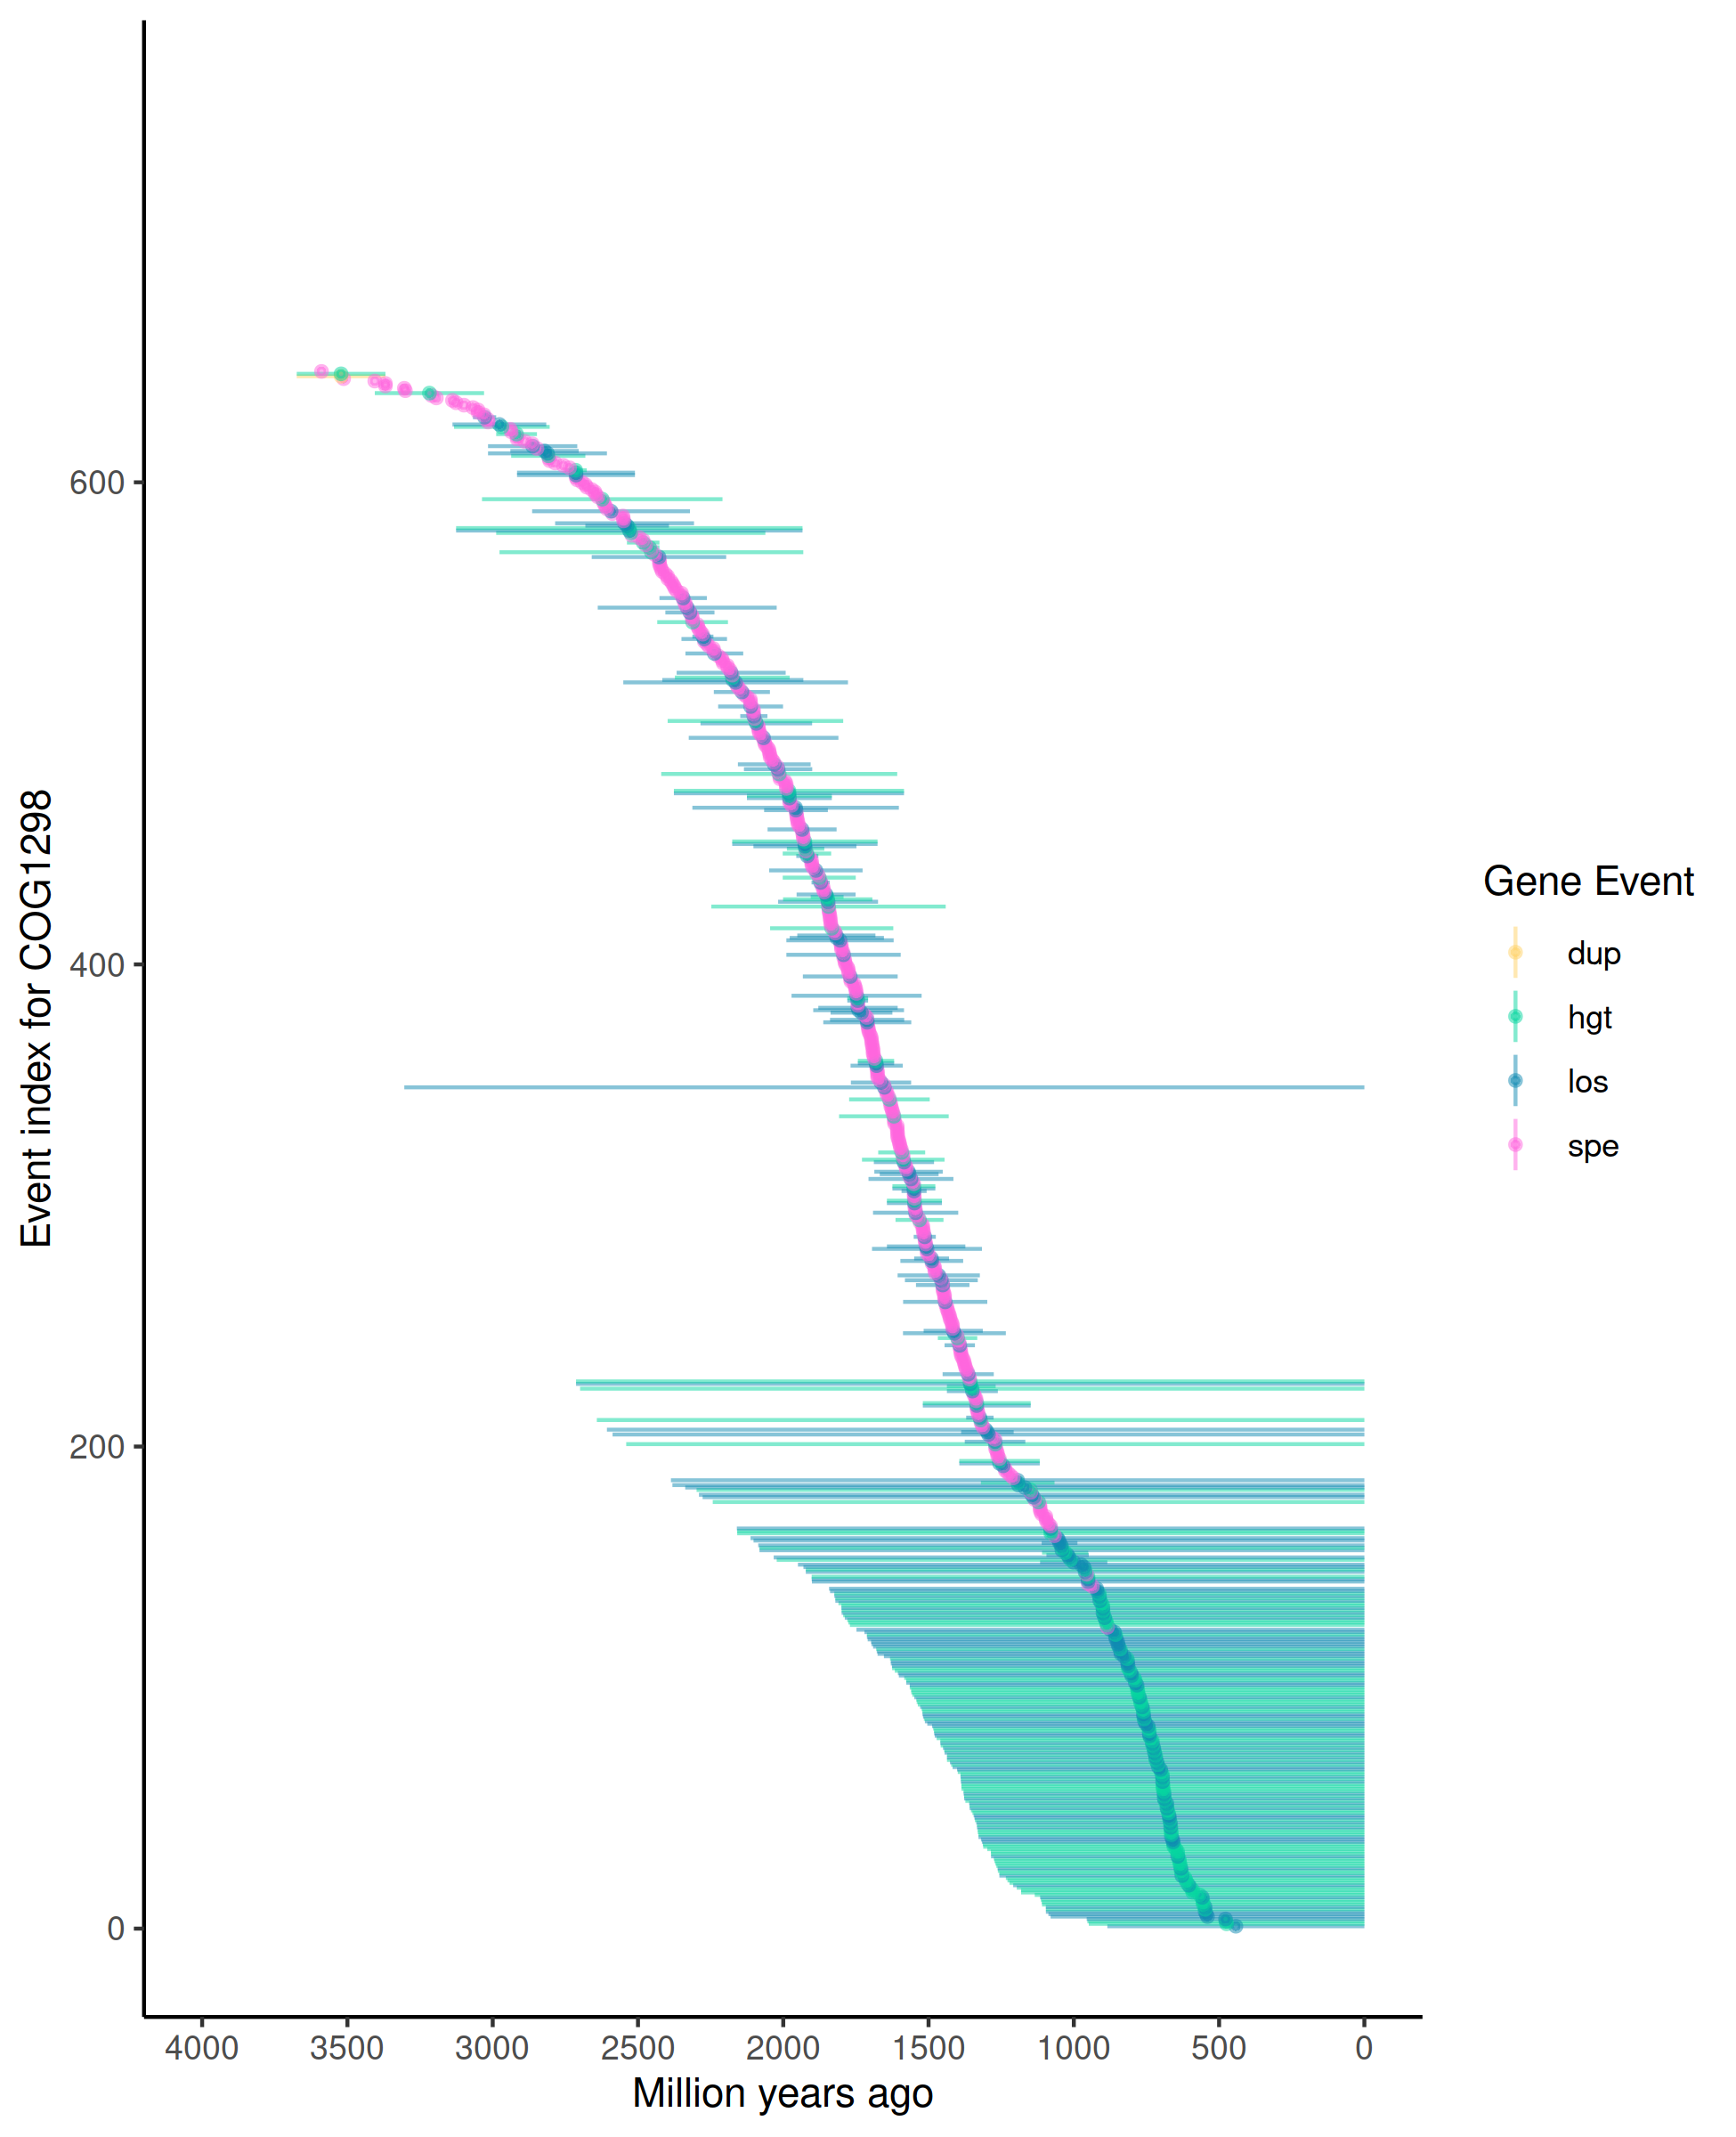 Event index for COG1298
600
400
200
0
4000 3500 3000 2500 2000 1500 1000 500 0
Million years ago
Gene Event
dup
hgt
los
spe